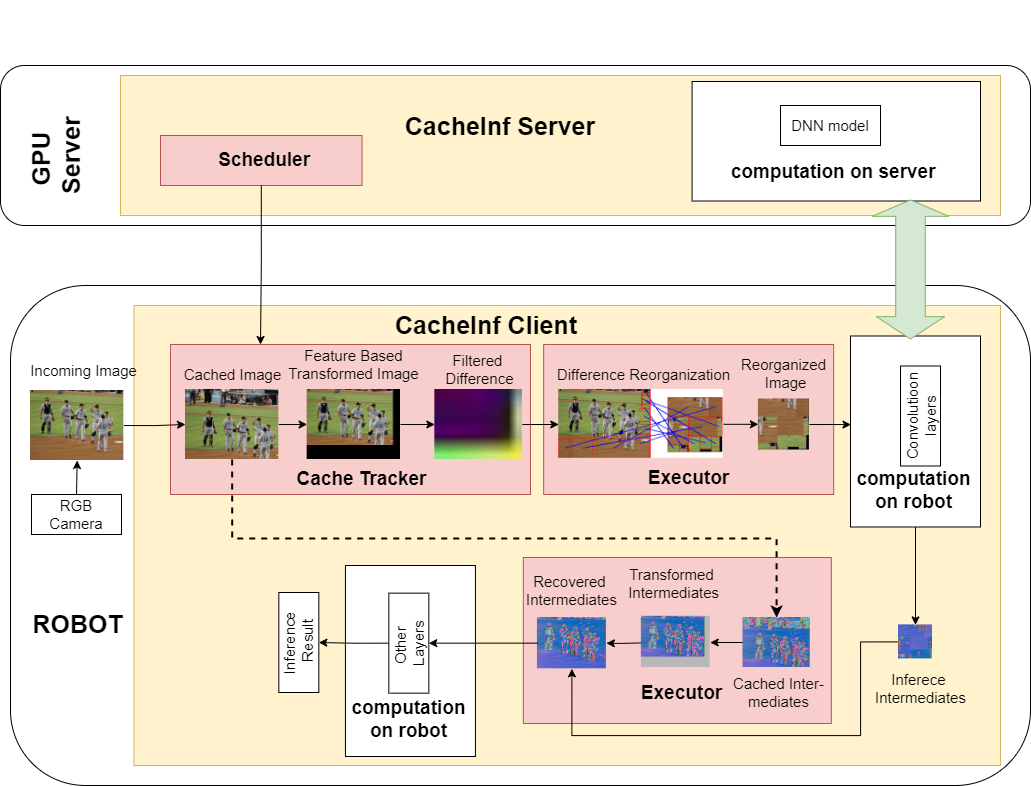 GPU
Server
CacheInf Server
Scheduler
DNN model
computation on server
CacheInf Client
Incoming Image
Cached Image
Feature Based
Transformed Image
Filtered
Difference
Cache Tracker
Difference Reorganization
Reorganized
Image
Executor
Convolutioon
layers
computation
on robot
RGB
Camera
ROBOT
Inference
Result
Other
Layers
computation
on robot
Recovered
Intermediates
Transformed
Intermediates
Executor
Cached Inter-
mediates
Inferece
Intermediates